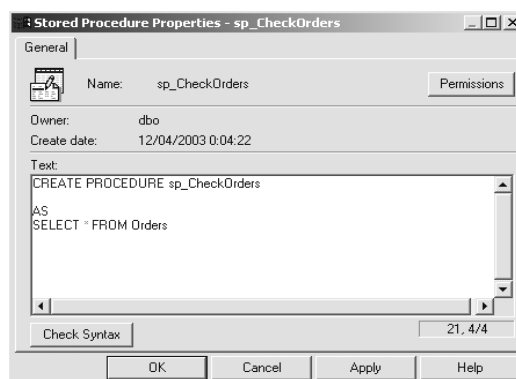 Stored Procedure Properties - sp_CheckOrders
General
Name: sp_CheckOrders
Permissions
Owner: dbo
Create date: 12/04/2003 0:04:22
Text:
CREATE PROCEDURE sp_CheckOrders
AS
SELECT * FROM Orders
Check Syntax
21, 4/4
OK Cancel Apply Help